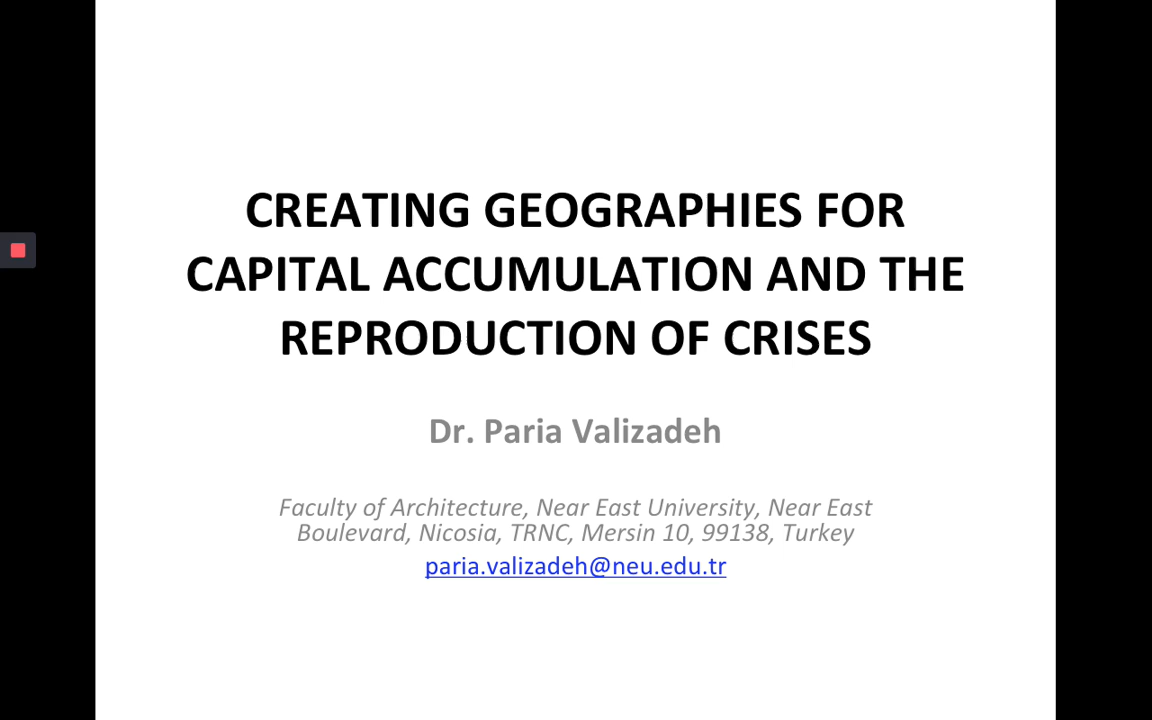 CREATING GEOGRAPHIES FOR
CAPITAL ACCUMULATION AND THE
REPRODUCTION OF CRISES
Dr. Paria Valizadeh
Faculty of Architecture, Near East University, Near East
Boulevard, Nicosia, TRNC, Mersin 10, 99138, Turkey
paria.valizadeh@neu.edu.tr